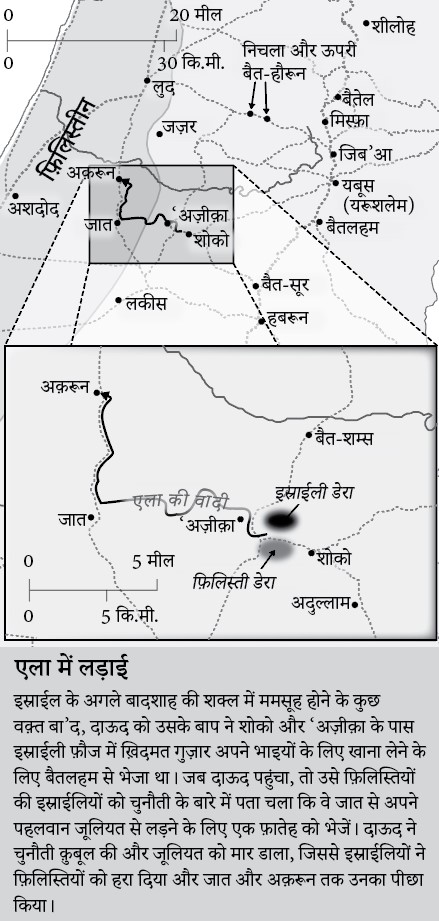 0 20 मील
0 30 कि.मी.
शीलोह
निचला और ऊपरी
बैत-हौरून
लुद
बैतेल
मिस्फ़ा
जज़र
फ़िलिस्तीन
जिब'आ
अक़रून
यबूस
(यरूशलेम)
अशदोद
जात
'अज़ीक़ा
शोको
बैतलहम
बैत-सूर
लकीस
हबरून
अक़रून
बैत-शम्स
एला की वादी
इस्राईली डेरा
जात
'अज़ीक़ा
शोको
0 5 मील
फ़िलिस्ती डेरा
0 5 कि.मी.
अदुल्लाम
एला में लड़ाई
इस्राईल के अगले बादशाह की शक्ल में ममसूह होने के कुछ
वक़्त बा'द, दाऊद को उसके बाप ने शोको और 'अज़ीक़ा के पास
इस्राईली फ़ौज में ख़िदमत गुज़ार अपने भाइयों के लिए खाना लेने के
लिए बैतलहम से भेजा था। जब दाऊद पहुंचा, तो उसे फ़िलिस्तियों
की इस्राईलियों को चुनौती के बारे में पता चला कि वे जात से अपने
पहलवान जूलियत से लड़ने के लिए एक फ़ातेह को भेजें। दाऊद ने
चुनौती क़ुबूल की और जूलियत को मार डाला, जिससे इस्राईलियों ने
फ़िलिस्तियों को हरा दिया और जात और अक़रून तक उनका पीछा
किया।